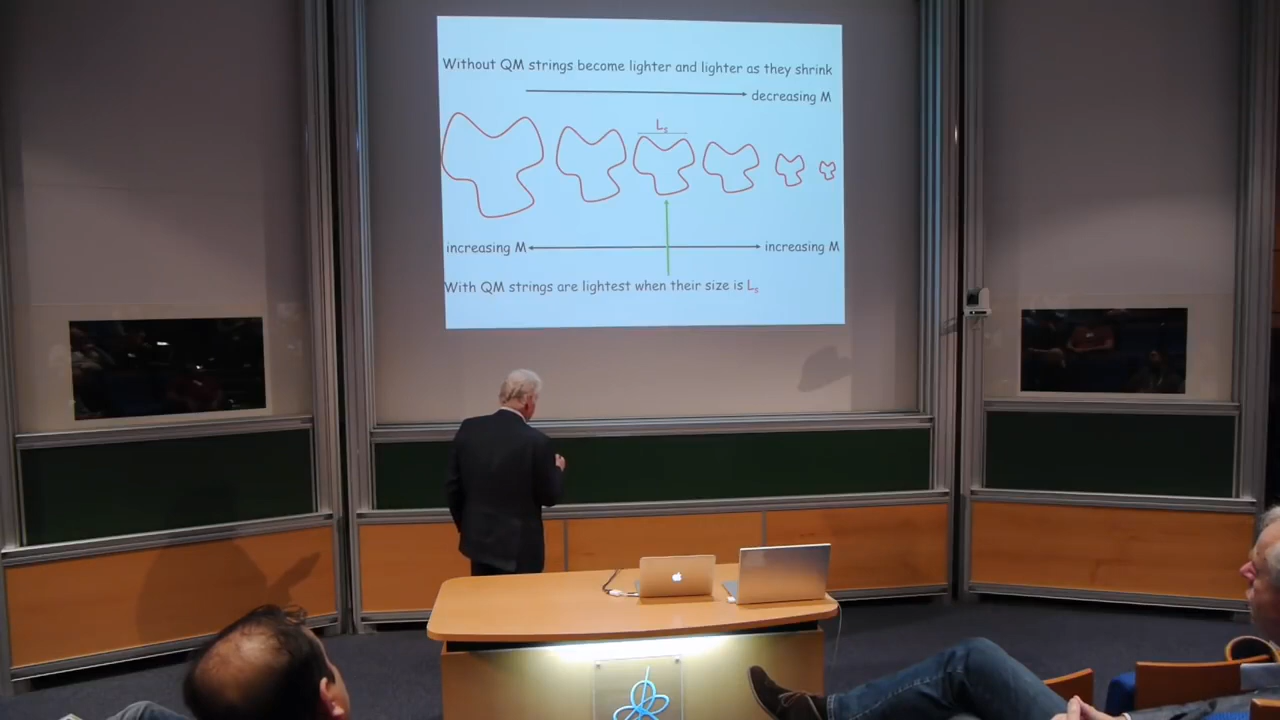 Without QM strings become lighter and lighter as they shrink
decreasing M
Ls
increasing M
increasing M
With QM strings are lightest when their size is Ls